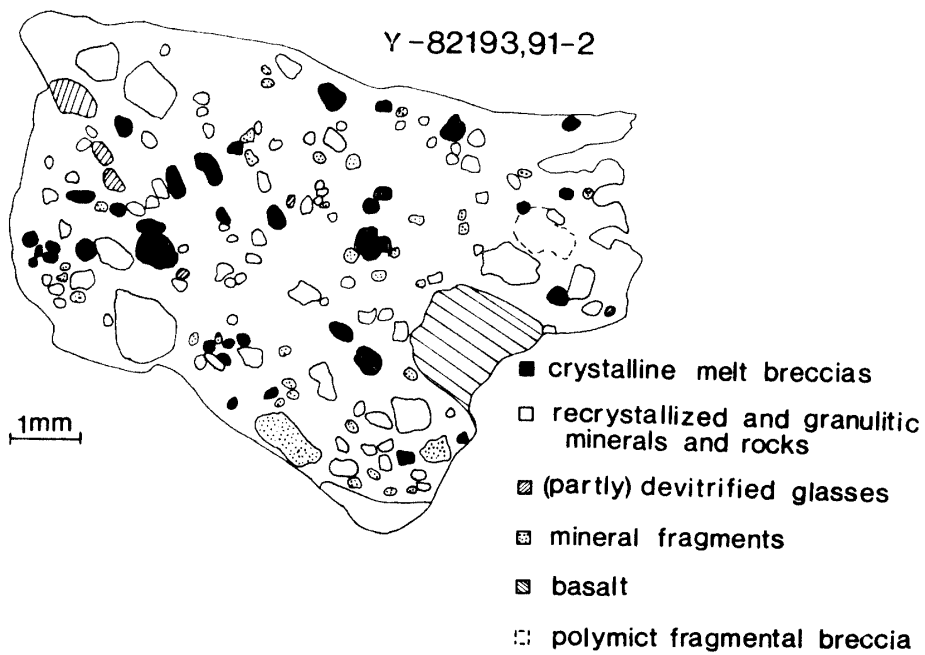 Y-82193,91-2
1mm
crystalline melt breccias
recrystallized and granulitic
minerals and rocks
(partly) devitrified glasses
mineral fragments
basalt
polymict fragmental breccia